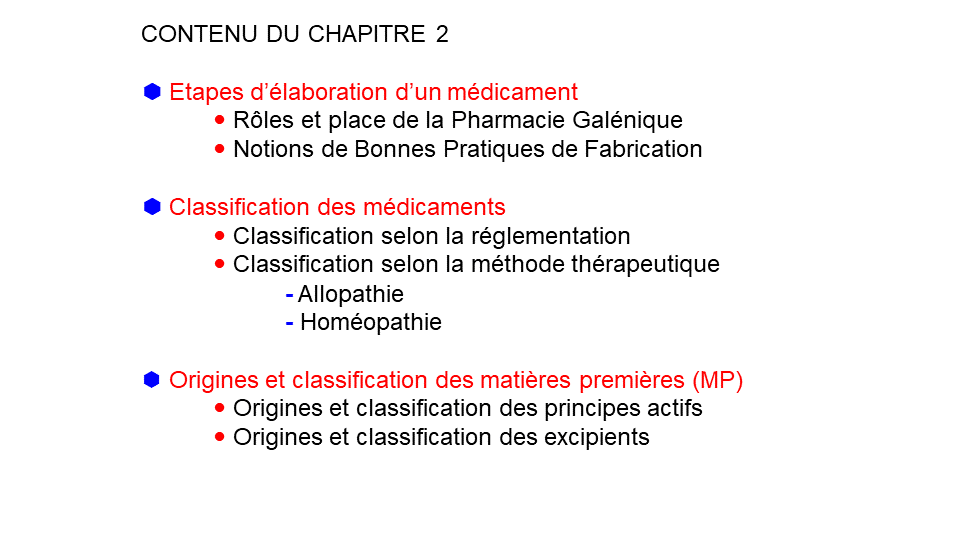 CONTENU DU CHAPITRE 2
Etapes d’élaboration d’un médicament
Rôles et place de la Pharmacie Galénique
Notions de Bonnes Pratiques de Fabrication
Classification des médicaments
Classification selon la réglementation
Classification selon la méthode thérapeutique
- Allopathie
- Homéopathie
Origines et classification des matières premières (MP)
Origines et classification des principes actifs
Origines et classification des excipients